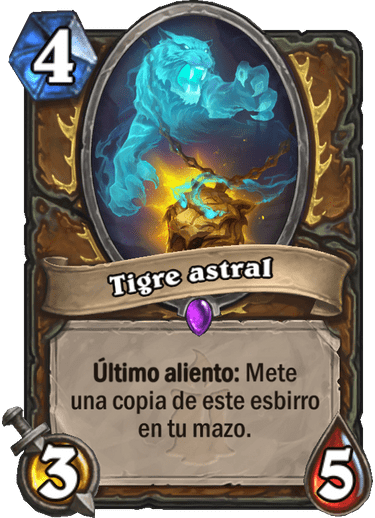 4
Tigre astral
Último aliento: Mete
una copia de este esbirro
en tu mazo.
3
5